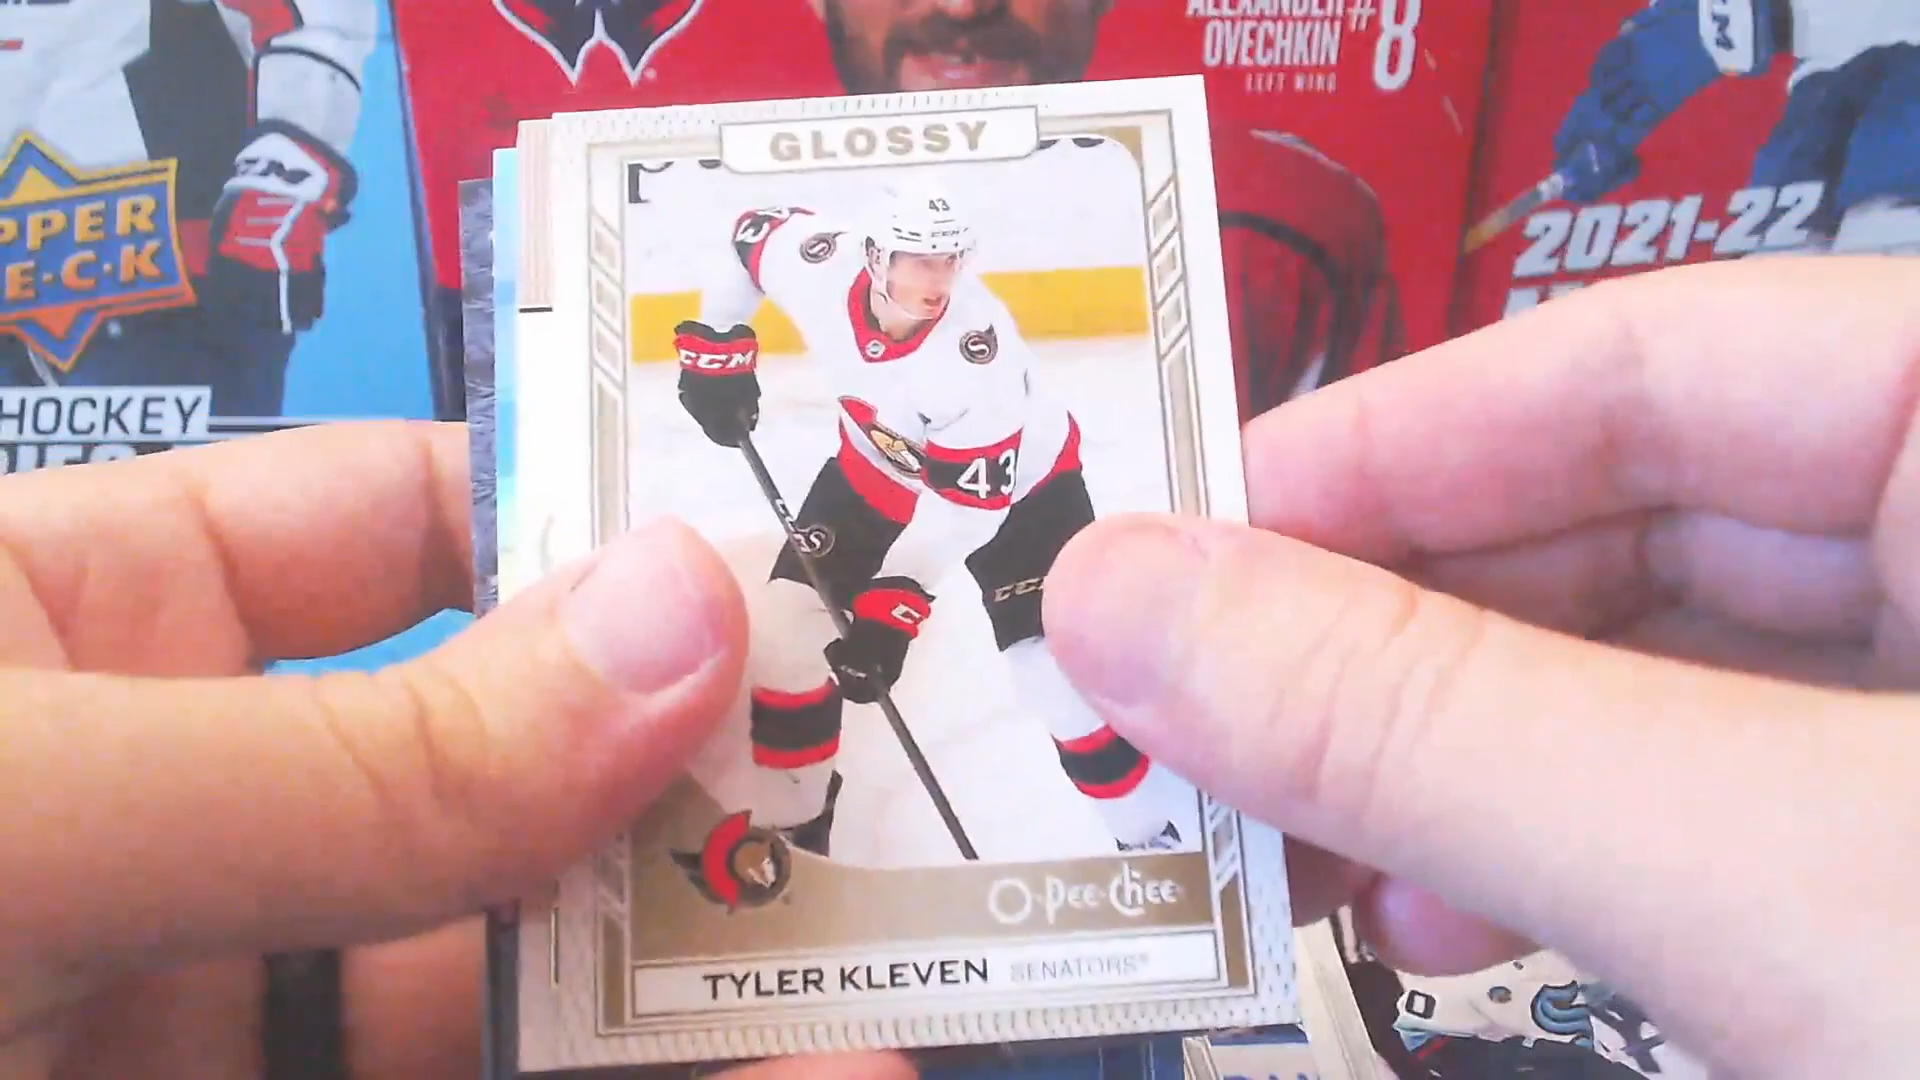 ALEXANDER
OVECHKIN
#8
LEFT WING
UPPER
DECK
HOCKEY
2021-22
GLOSSY
43
CCM
43
CCM
O-Pee-Chee
TYLER KLEVEN SENATORS